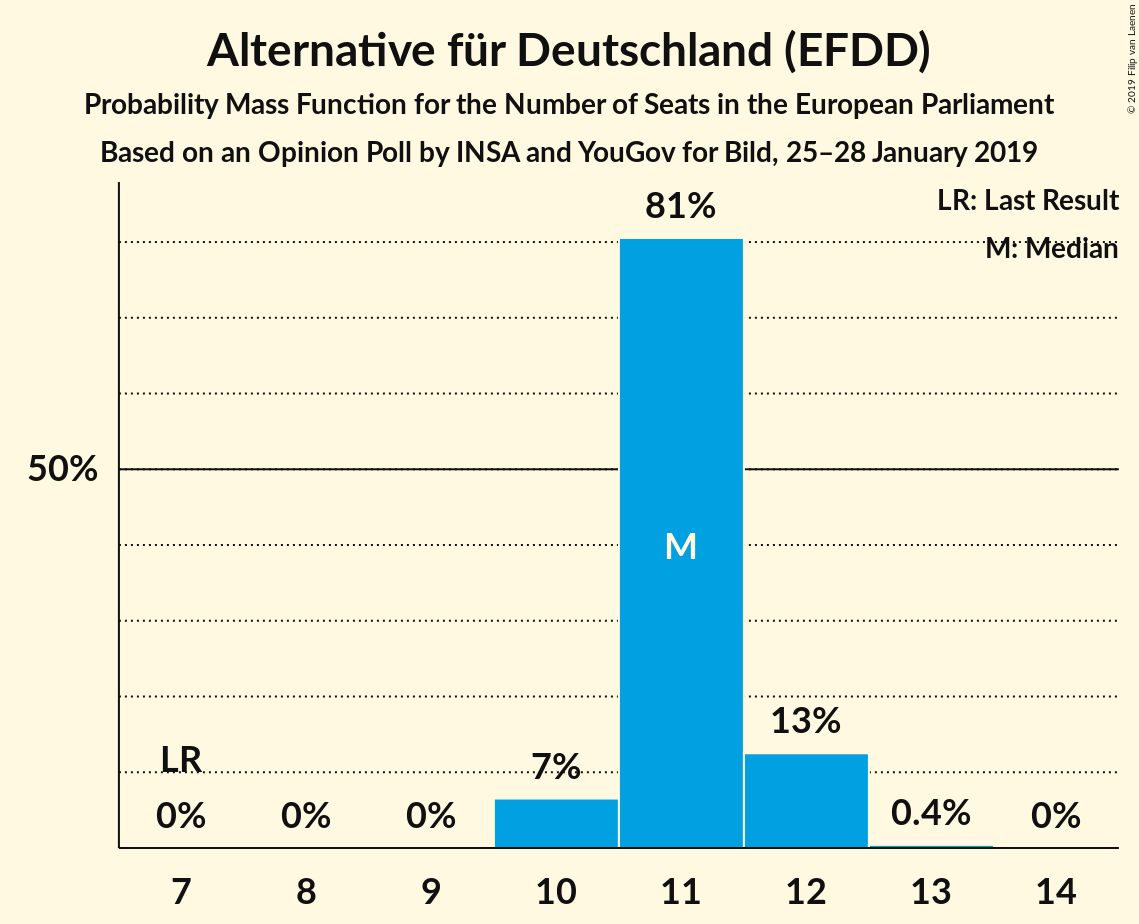 Alternative für Deutschland (EFDD)
Probability Mass Function for the Number of Seats in the European Parliament
Based on an Opinion Poll by INSA and YouGov for Bild, 25–28 January 2019
© 2019 Filip van Laenen
LR: Last Result
M: Median
81%
50%
M
13%
LR
7%
0% 0% 0% 0.4% 0%
7 8 9 10 11 12 13 14